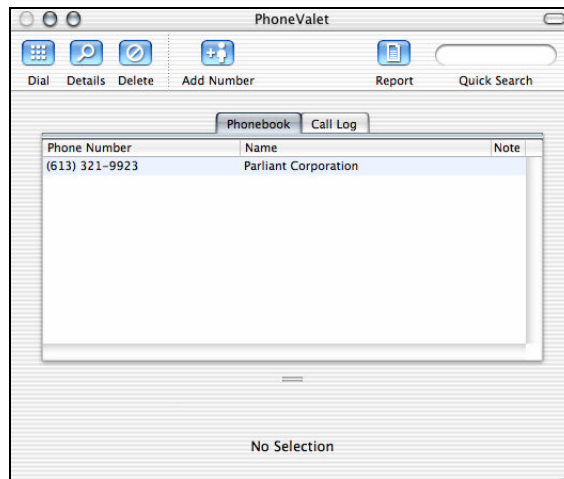 PhoneValet
Dial Details Delete Add Number Report Quick Search
Phonebook Call Log
Phone Number Name Note
(613) 321-9923 Parliant Corporation
No Selection